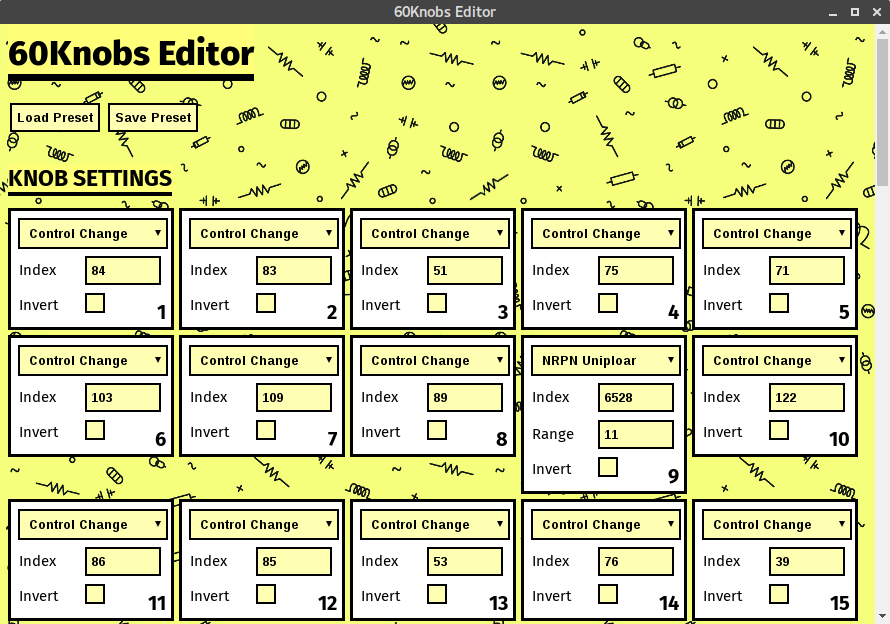 60Knobs Editor
60Knobs Editor
Load Preset Save Preset
KNOB SETTINGS
Control Change Control Change Control Change Control Change Control Change
Index 84 Index 83 Index 51 Index 75 Index 71
Invert 1 Invert 2 Invert 3 Invert 4 Invert 5
Control Change Control Change Control Change NRPN Uniploar Control Change
Index 103 Index 109 Index 89 Index 6528 Index 122
Invert 6 Invert 7 Invert 8 Range 11 Invert 10
Invert 9
Control Change Control Change Control Change Control Change Control Change
Index 86 Index 85 Index 53 Index 76 Index 39
Invert 11 Invert 12 Invert 13 Invert 14 Invert 15